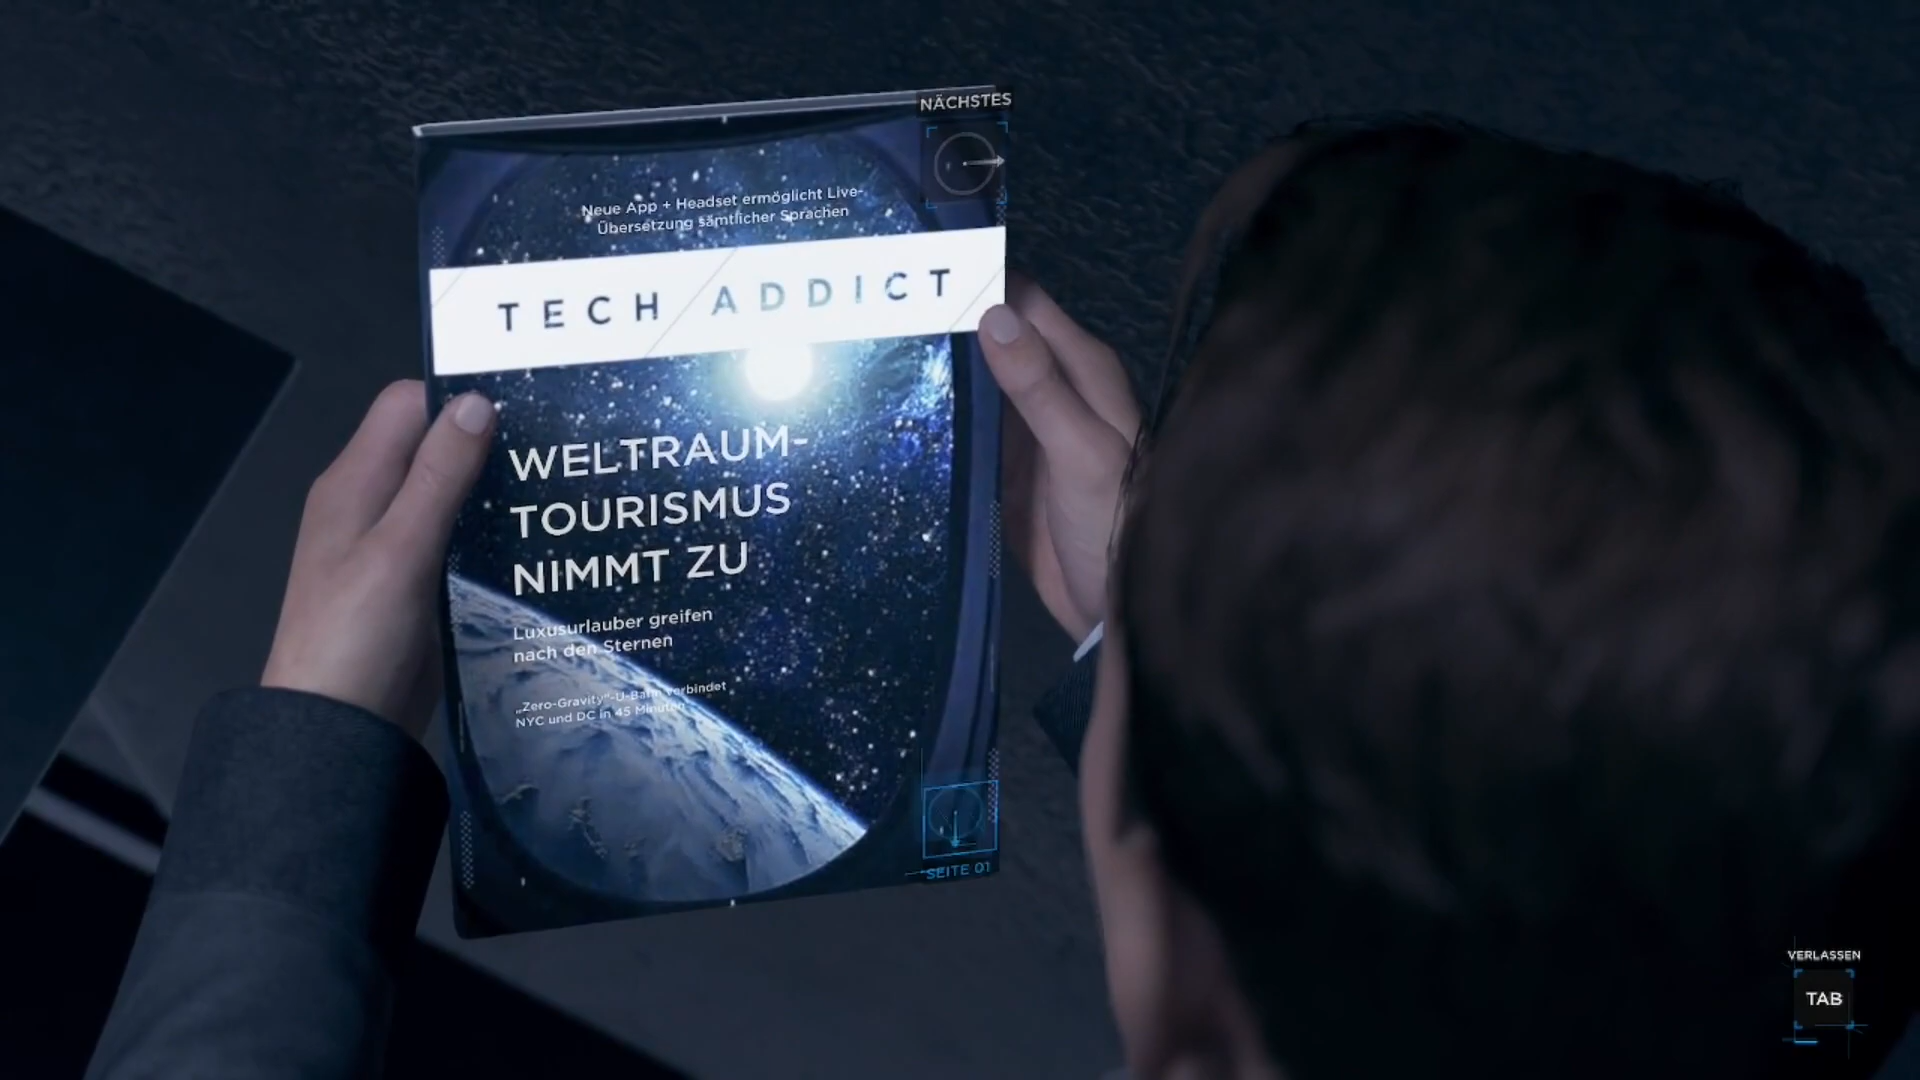 NÄCHSTES
Neue App + Headset ermöglicht Live-
Übersetzung sämtlicher Sprachen
TECH ADDICT
WELTRAUM-
TOURISMUS
NIMMT ZU
Luxusurlauber greifen
nach den Sternen
„Zero-Gravity“-U-Bahn verbindet
NYC und DC in 45 Minuten
SEITE 01
VERLASSEN
TAB